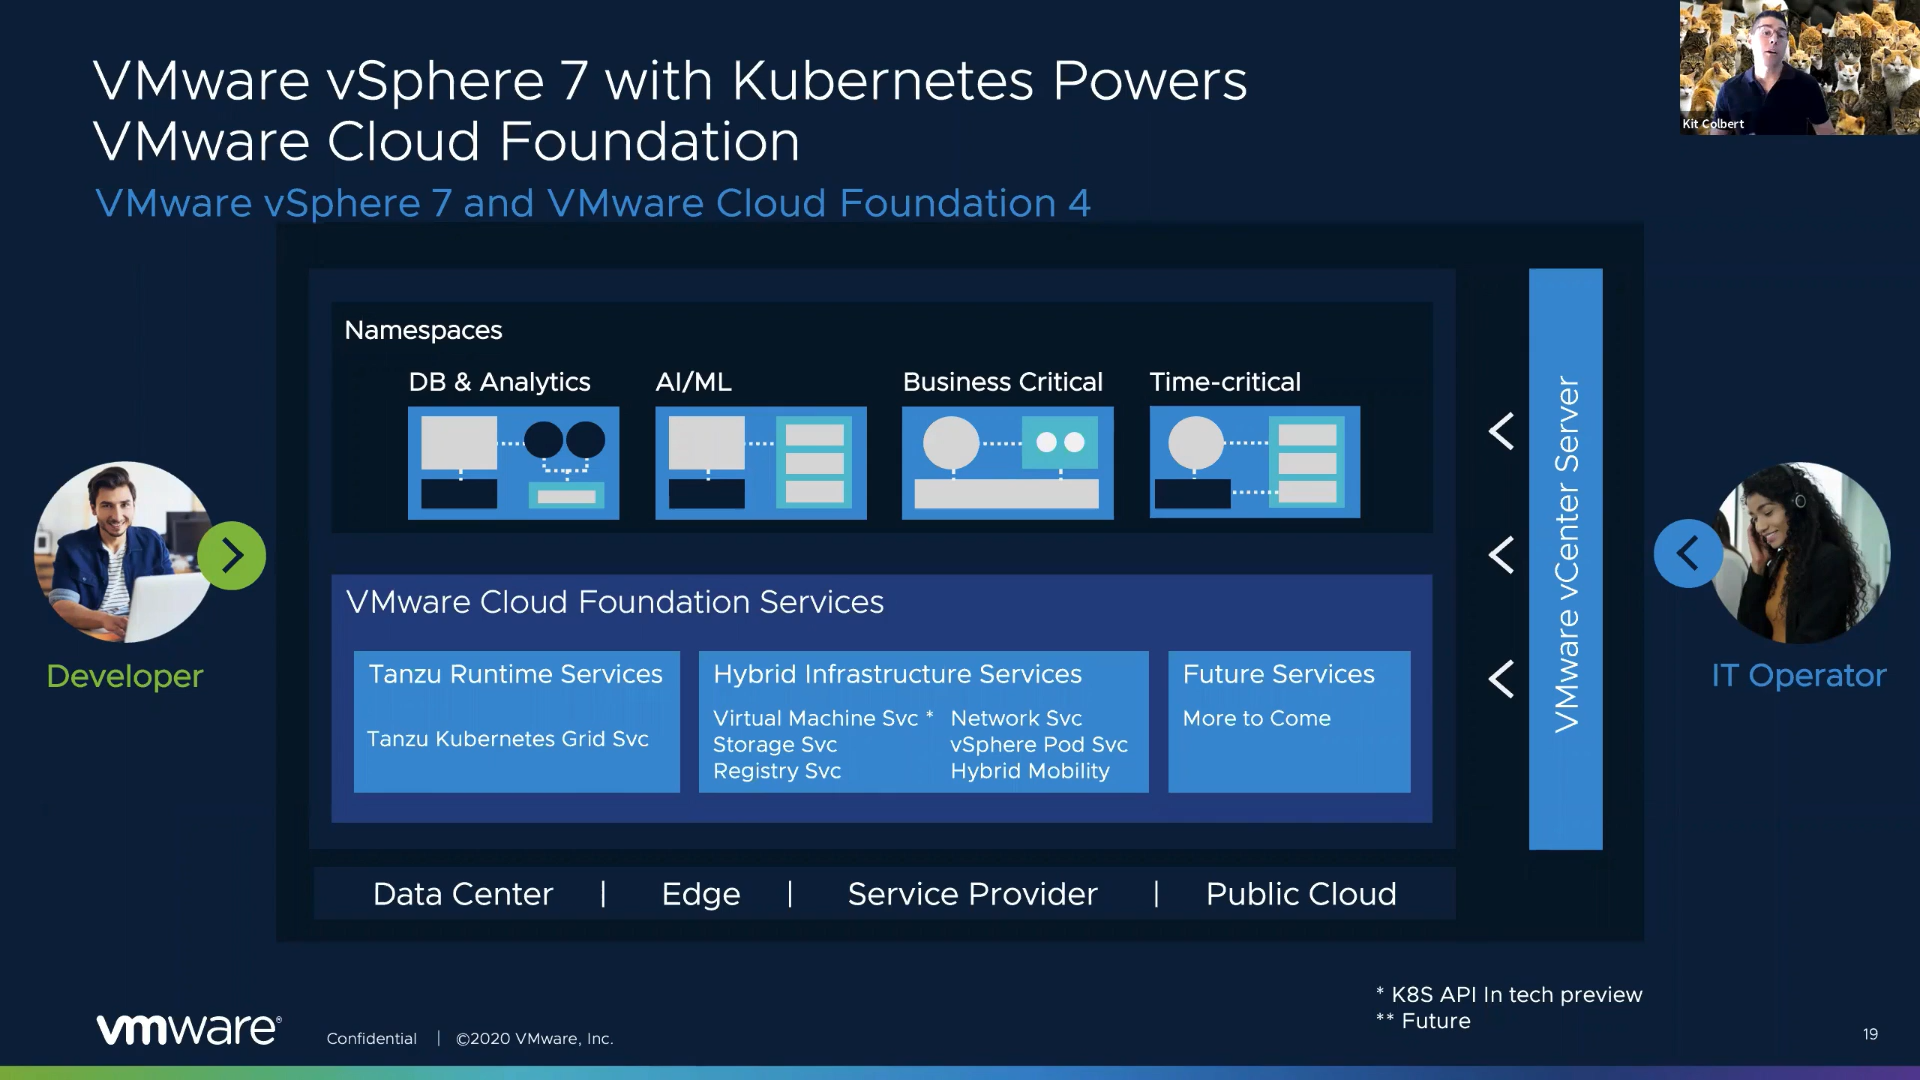 VMware vSphere 7 with Kubernetes Powers
VMware Cloud Foundation
VMware vSphere 7 and VMware Cloud Foundation 4
Kit Colbert
Namespaces
DB & Analytics
AI/ML
Business Critical
Time-critical
VMware Cloud Foundation Services
Tanzu Runtime Services
Tanzu Kubernetes Grid Svc
Hybrid Infrastructure Services
Virtual Machine Svc *
Storage Svc
Registry Svc
Network Svc
vSphere Pod Svc
Hybrid Mobility
Future Services
More to Come
VMware vCenter Server
Developer
IT Operator
Data Center | Edge | Service Provider | Public Cloud
* K8S API In tech preview
** Future
vmware®
Confidential | ©2020 VMware, Inc.
19